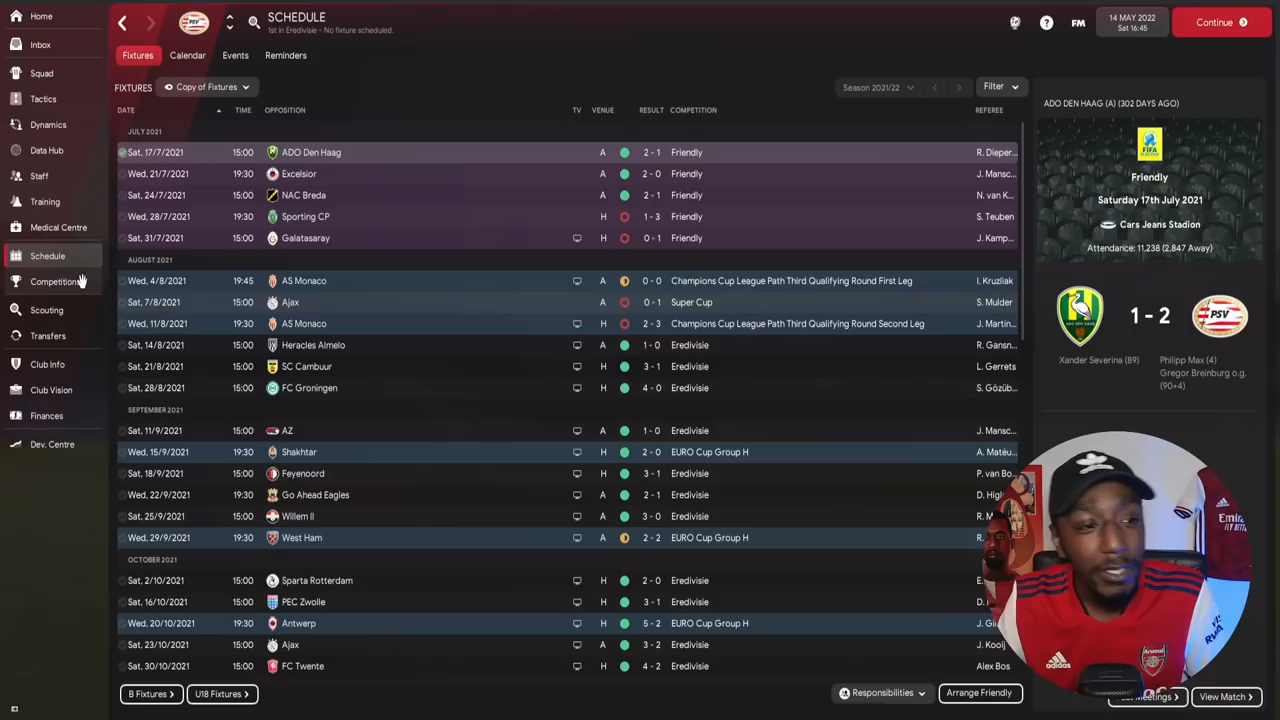 Home
Inbox
Squad
Tactics
Dynamics
Data Hub
Staff
Training
Medical Centre
Schedule
Competitions
Scouting
Transfers
Club Info
Club Vision
Finances
Dev. Centre
SCHEDULE
1st in Eredivisie - No fixture scheduled.
FM
14 MAY 2022
Sat 16:45
Continue
Fixtures Calendar Events Reminders
FIXTURES Copy of Fixtures Season 2021/22 Filter
DATE TIME OPPOSITION TV VENUE RESULT COMPETITION REFEREE
JULY 2021
Sat, 17/7/2021 15:00 ADO Den Haag A 2 - 1 Friendly R. Dieper...
Wed, 21/7/2021 19:30 Excelsior A 2 - 0 Friendly J. Mansc...
Sat, 24/7/2021 15:00 NAC Breda A 2 - 1 Friendly N. van K...
Wed, 28/7/2021 19:30 Sporting CP H 1 - 3 Friendly S. Teuben
Sat, 31/7/2021 15:00 Galatasaray H 0 - 1 Friendly J. Kamp...
AUGUST 2021
Wed, 4/8/2021 19:45 AS Monaco A 0 - 0 Champions Cup League Path Third Qualifying Round First Leg I. Kruzliak
Sat, 7/8/2021 15:00 Ajax A 0 - 1 Super Cup S. Mulder
Wed, 11/8/2021 19:30 AS Monaco H 2 - 3 Champions Cup League Path Third Qualifying Round Second Leg J. Martin...
Sat, 14/8/2021 15:00 Heracles Almelo A 1 - 0 Eredivisie R. Gansn...
Sat, 21/8/2021 15:00 SC Cambuur A 3 - 1 Eredivisie L. Gerrets
Sat, 28/8/2021 15:00 FC Groningen H 4 - 0 Eredivisie S. Gözüb...
SEPTEMBER 2021
Sat, 11/9/2021 15:00 AZ A 1 - 0 Eredivisie J. Mansc...
Wed, 15/9/2021 19:30 Shakhtar H 2 - 0 EURO Cup Group H A. Matéu...
Sat, 18/9/2021 15:00 Feyenoord H 3 - 1 Eredivisie P. van Bo...
Wed, 22/9/2021 19:30 Go Ahead Eagles A 2 - 1 Eredivisie D. Higl...
Sat, 25/9/2021 15:00 Willem II A 3 - 0 Eredivisie R. M
Wed, 29/9/2021 19:30 West Ham A 2 - 2 EURO Cup Group H R.
OCTOBER 2021
Sat, 2/10/2021 15:00 Sparta Rotterdam H 2 - 0 Eredivisie E.
Sat, 16/10/2021 15:00 PEC Zwolle H 3 - 1 Eredivisie D.
Wed, 20/10/2021 19:30 Antwerp H 5 - 2 EURO Cup Group H J. Gi
Sat, 23/10/2021 15:00 Ajax A 3 - 2 Eredivisie J. Kooij
Sat, 30/10/2021 15:00 FC Twente H 4 - 2 Eredivisie Alex Bos
B Fixtures > U18 Fixtures > Responsibilities Arrange Friendly Meetings > View Match >
ADO DEN HAAG (A) (302 DAYS AGO)
Friendly
Saturday 17th July 2021
Cars Jeans Stadion
Attendance: 11,238 (2,847 Away)
1 - 2
PSV
Xander Severina (89)
Philipp Max (4)
Gregor Breinburg o.g.
(90+4)
adidas
Arsenal